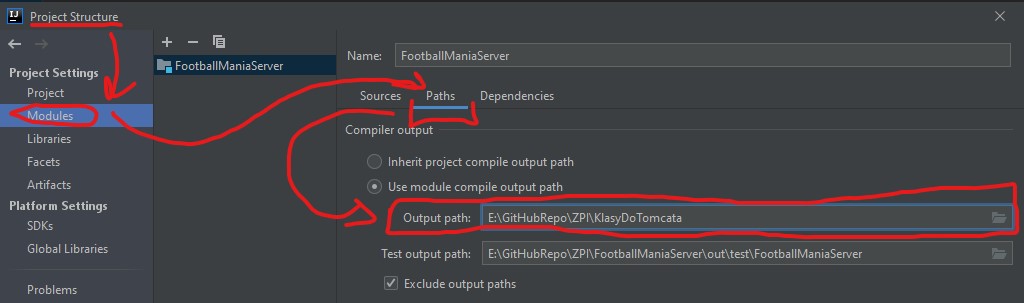 IJ Project Structure
Project Settings
Project
Modules
Libraries
Facets
Artifacts
Platform Settings
SDKs
Global Libraries
Problems
FootballManiaServer
Name: FootballManiaServer
Sources Paths Dependencies
Compiler output
Inherit project compile output path
Use module compile output path
Output path: E:\GitHubRepo\ZPI\KlasyDoTomcata
Test output path: E:\GitHubRepo\ZPI\FootballManiaServer\out\test\FootballManiaServer
Exclude output paths